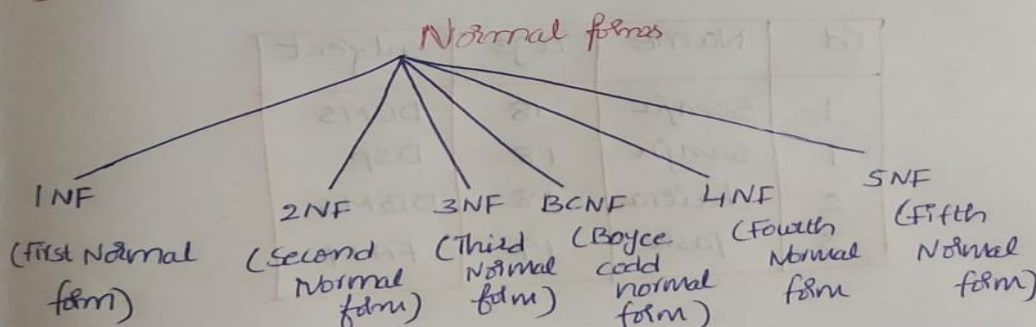 Normal forms
1NF
(First Normal
form)
2NF
(Second
Normal
form)
3NF
(Third
Normal
form)
BCNF
(Boyce
codd
normal
form)
4NF
(Fourth
Normal
form
5NF
(Fifth
Normal
form)